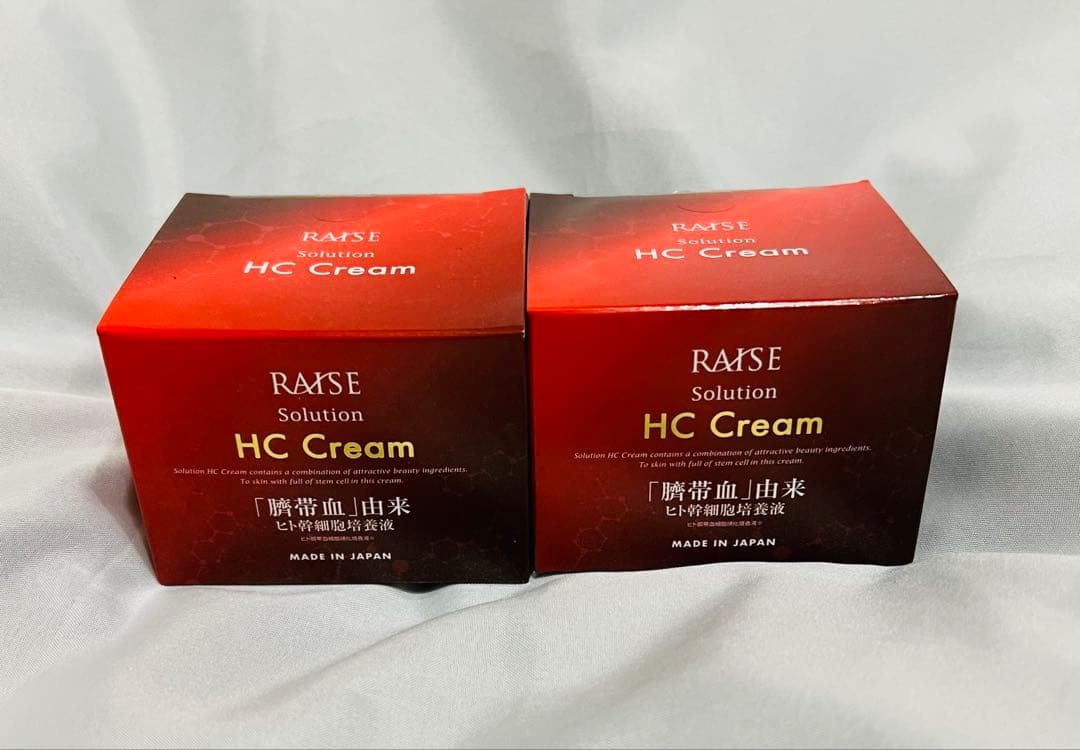 RAISE
Solution
HC Cream
RAISE
Solution
HC Cream
Solution HC Cream contains a combination of attractive beauty ingredients.
To skin with full of stem cell in this cream.
「臍帯血」由来
ヒト幹細胞培養液
MADE IN JAPAN
RAISE
Solution
HC Cream
RAISE
Solution
HC Cream
Solution HC Cream contains a combination of attractive beauty ingredients.
To skin with full of stem cell in this cream.
「臍帯血」由来
ヒト幹細胞培養液
MADE IN JAPAN